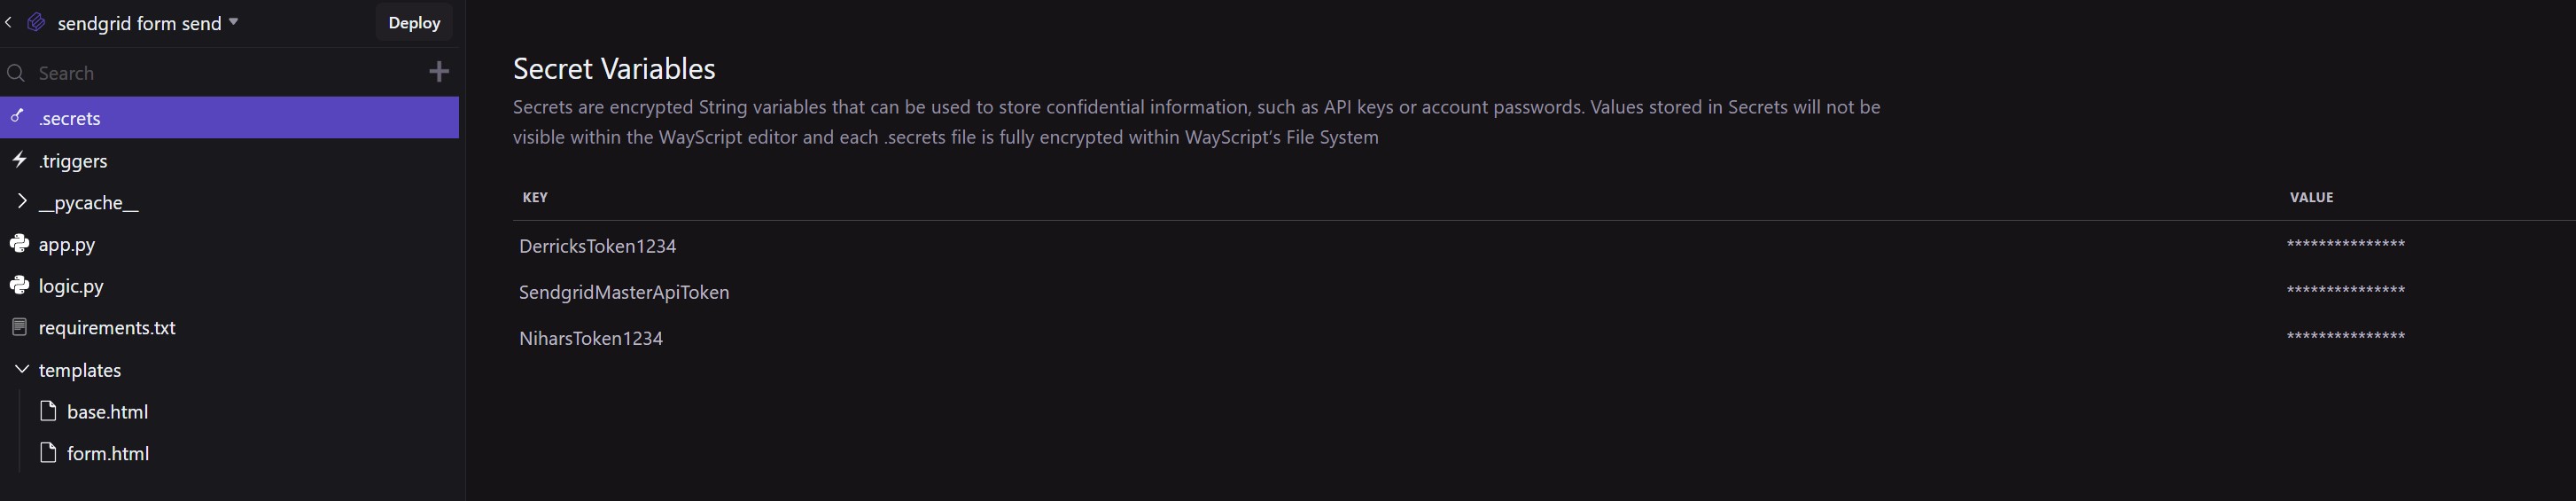 sendgrid form send
Deploy
Search
.secrets
.triggers
__pycache__
app.py
logic.py
requirements.txt
templates
base.html
form.html
Secret Variables
Secrets are encrypted String variables that can be used to store confidential information, such as API keys or account passwords. Values stored in Secrets will not be
visible within the WayScript editor and each .secrets file is fully encrypted within WayScript's File System
KEY VALUE
DerricksToken1234 ***************
SendgridMasterApiToken ***************
NiharsToken1234 ***************